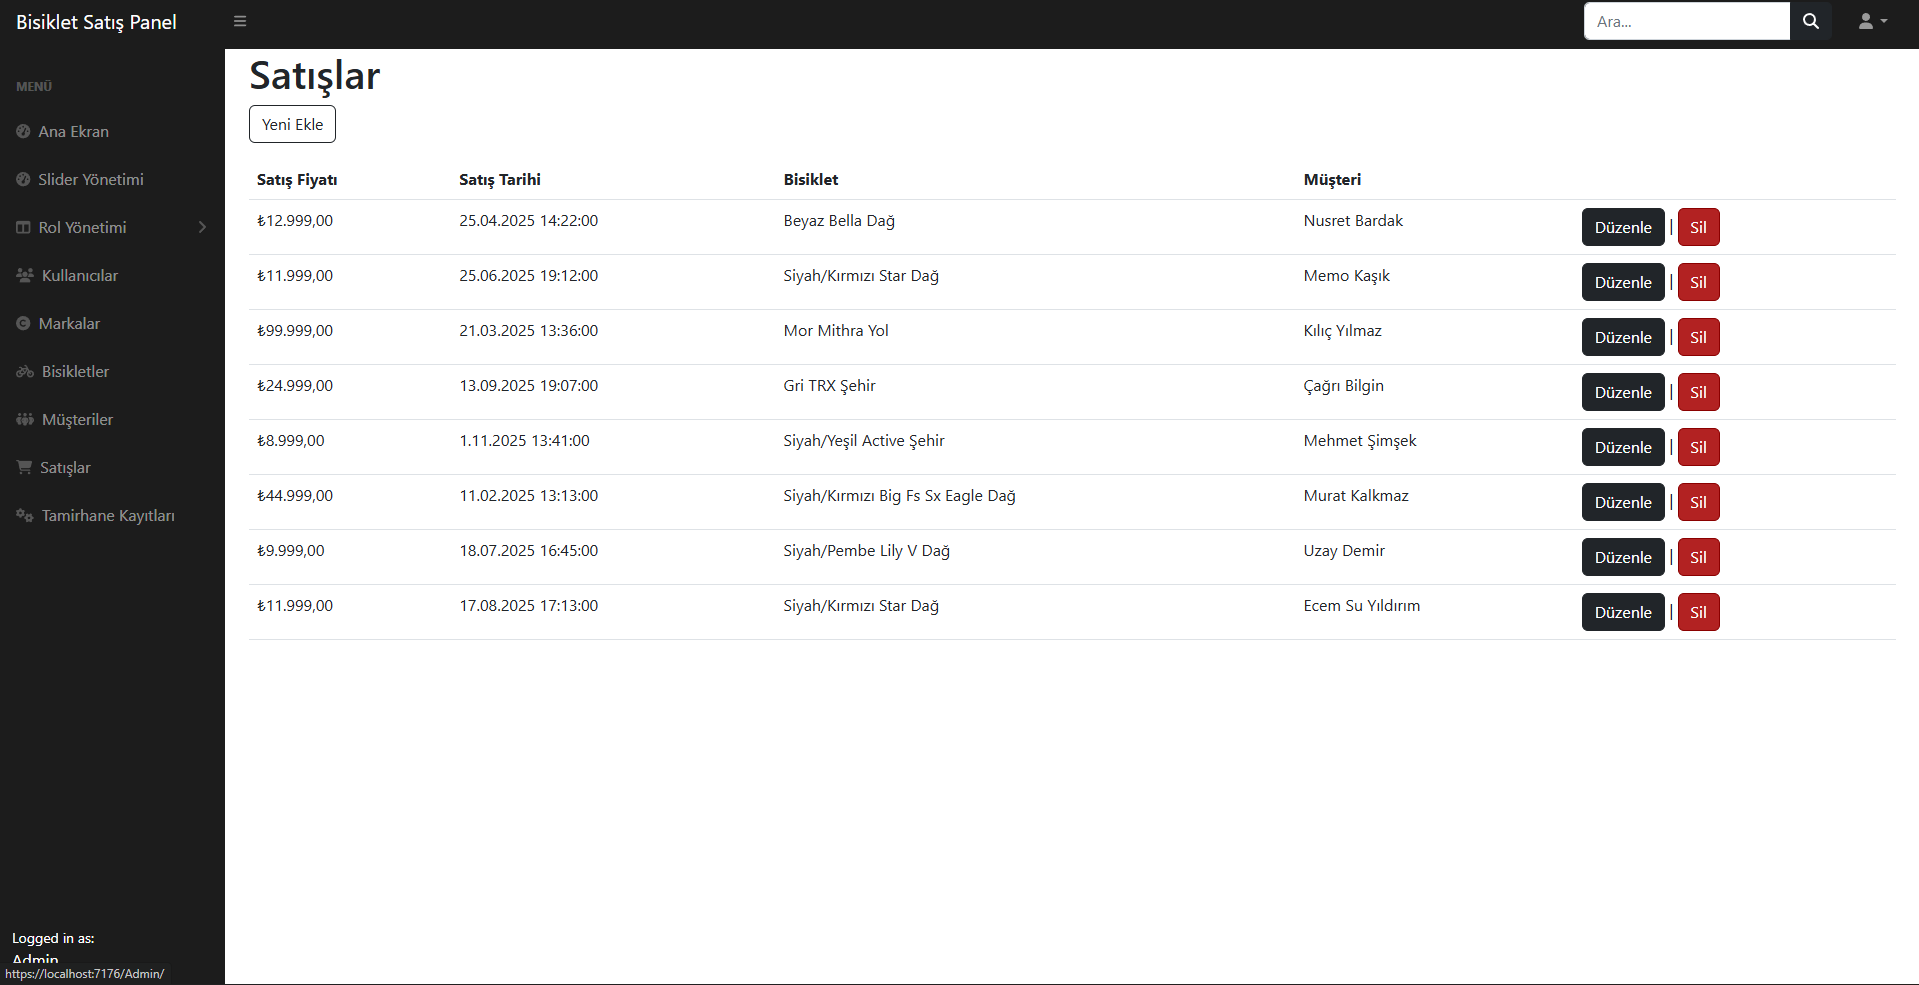 Bisiklet Satış Panel
Ara...
MENÜ
Ana Ekran
Slider Yönetimi
Rol Yönetimi
Kullanıcılar
Markalar
Bisikletler
Müşteriler
Satışlar
Tamirhane Kayıtları
Logged in as:
Admin
https://localhost:7176/Admin/
Satışlar
Yeni Ekle
Satış Fiyatı Satış Tarihi Bisiklet Müşteri
₺12.999,00 25.04.2025 14:22:00 Beyaz Bella Dağ Nusret Bardak Düzenle | Sil
₺11.999,00 25.06.2025 19:12:00 Siyah/Kırmızı Star Dağ Memo Kaşık Düzenle | Sil
₺99.999,00 21.03.2025 13:36:00 Mor Mithra Yol Kılıç Yılmaz Düzenle | Sil
₺24.999,00 13.09.2025 19:07:00 Gri TRX Şehir Çağrı Bilgin Düzenle | Sil
₺8.999,00 1.11.2025 13:41:00 Siyah/Yeşil Active Şehir Mehmet Şimşek Düzenle | Sil
₺44.999,00 11.02.2025 13:13:00 Siyah/Kırmızı Big Fs Sx Eagle Dağ Murat Kalkmaz Düzenle | Sil
₺9.999,00 18.07.2025 16:45:00 Siyah/Pembe Lily V Dağ Uzay Demir Düzenle | Sil
₺11.999,00 17.08.2025 17:13:00 Siyah/Kırmızı Star Dağ Ecem Su Yıldırım Düzenle | Sil